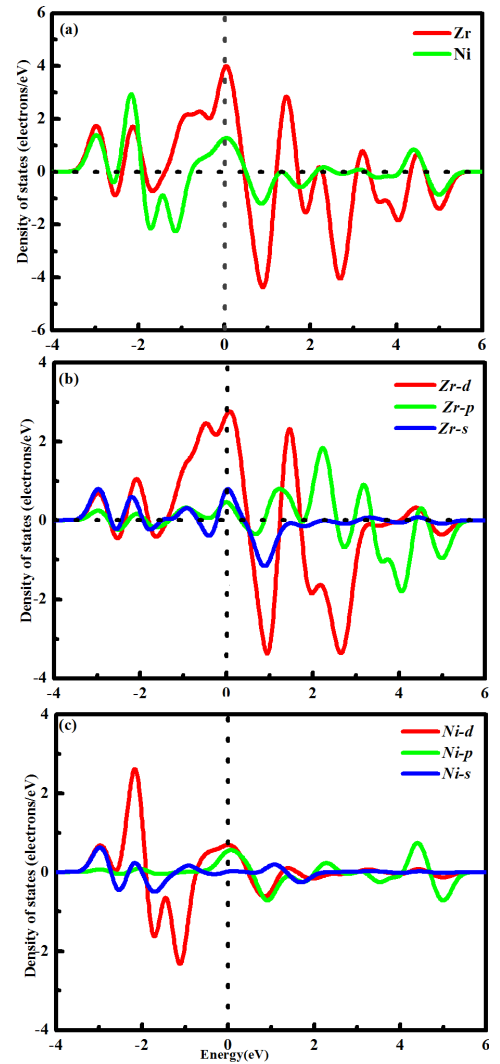 (a)
Zr
Ni
Density of states (electrons/eV)
6
4
2
0
-2
-4
-6
-4 -2 0 2 4 6
(b)
Zr-d
Zr-p
Zr-s
Density of states (electrons/eV)
4
2
0
-2
-4
-4 -2 0 2 4 6
(c)
Ni-d
Ni-p
Ni-s
Density of states (electrons/eV)
4
2
0
2
-4
-4 -2 0 2 4 6
Energy(eV)